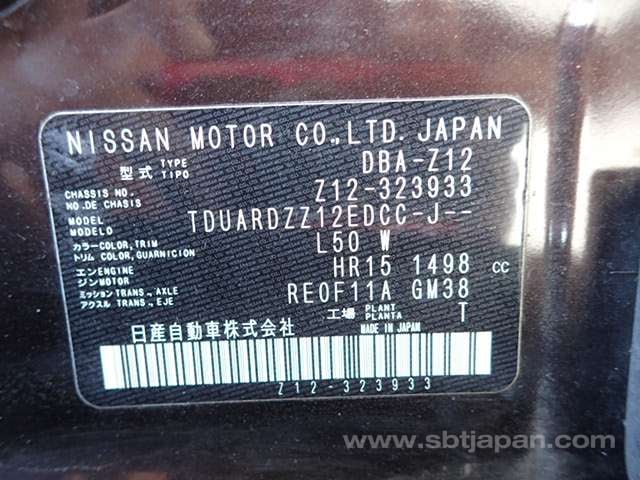 NISSAN MOTOR CO.,LTD. JAPAN
型式 TYPE TIPO DBA-Z12
CHASSIS NO. NO.DE CHASIS Z12-323933
MODEL MODELO TDUARDZZ12EDCC-J--
カラー COLOR, TRIM トリム COLOR, GUARNICION L50 W
エンジン ENGINE MOTOR HR15 1498 cc
ミッション TRANS., AXLE アクスル TRANS., EJE RE0F11A GM38
工場 PLANT PLANTA T
日産自動車株式会社 MADE IN JAPAN
Z12-323933
www.sbtjapan.com